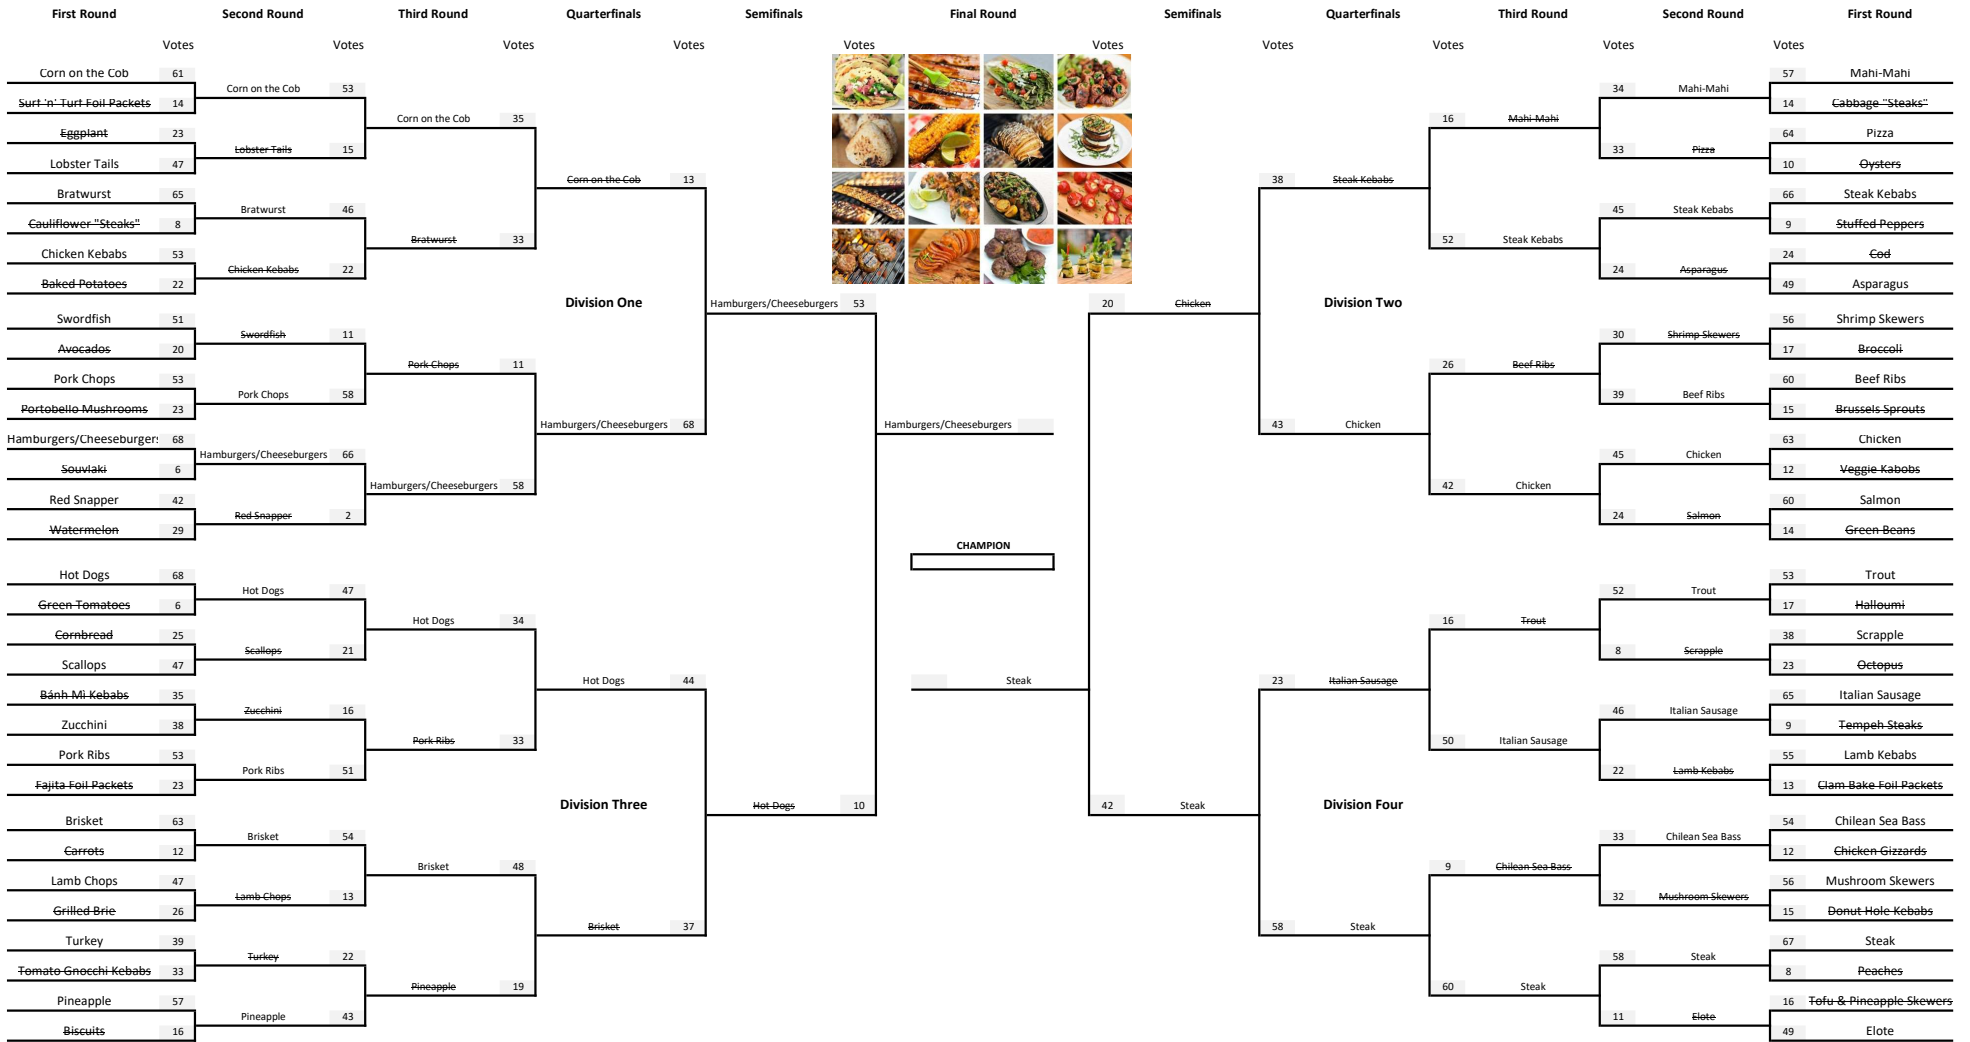 First Round Second Round Third Round Quarterfinals Semifinals Final Round Semifinals Quarterfinals Third Round Second Round First Round
Votes Votes Votes Votes Votes Votes Votes Votes Votes Votes
Corn on the Cob 61
Surf 'n' Turf Foil Packets 14
Eggplant 23
Lobster Tails 47
Bratwurst 65
Cauliflower "Steaks" 8
Chicken Kebabs 53
Baked Potatoes 22
Swordfish 51
Avocados 20
Pork Chops 53
Portobello Mushrooms 23
Hamburgers/Cheeseburgers 68
Souvlaki 6
Red Snapper 42
Watermelon 29
Hot Dogs 68
Green Tomatoes 6
Cornbread 25
Scallops 47
Bánh Mì Kebabs 35
Zucchini 38
Pork Ribs 53
Fajita Foil Packets 23
Brisket 63
Carrots 12
Lamb Chops 47
Grilled Brie 26
Turkey 39
Tomato Gnocchi Kebabs 33
Pineapple 57
Biscuits 16
Corn on the Cob 53
Lobster Tails 15
Bratwurst 46
Chicken Kebabs 22
Swordfish 11
Pork Chops 58
Hamburgers/Cheeseburgers 66
Red Snapper 2
Hot Dogs 47
Scallops 21
Zucchini 16
Pork Ribs 51
Brisket 54
Lamb Chops 13
Turkey 22
Pineapple 43
Corn on the Cob 35
Bratwurst 33
Pork Chops 11
Hamburgers/Cheeseburgers 58
Hot Dogs 34
Pork Ribs 33
Brisket 48
Pineapple 19
Corn on the Cob 13
Division One
Hamburgers/Cheeseburgers 68
Hot Dogs 44
Division Three
Brisket 37
Hamburgers/Cheeseburgers 53
Hot Dogs 10
Hamburgers/Cheeseburgers
CHAMPION
Steak
20 Chicken
42 Steak
38 Steak Kebabs
Division Two
43 Chicken
23 Italian Sausage
Division Four
58 Steak
16 Mahi-Mahi
52 Steak Kebabs
26 Beef Ribs
42 Chicken
16 Trout
50 Italian Sausage
9 Chilean Sea Bass
60 Steak
34 Mahi-Mahi
33 Pizza
45 Steak Kebabs
24 Asparagus
30 Shrimp Skewers
39 Beef Ribs
45 Chicken
24 Salmon
52 Trout
8 Scrapple
46 Italian Sausage
22 Lamb Kebabs
33 Chilean Sea Bass
32 Mushroom Skewers
58 Steak
11 Elote
57 Mahi-Mahi
14 Cabbage "Steaks"
64 Pizza
10 Oysters
66 Steak Kebabs
9 Stuffed Peppers
24 Cod
49 Asparagus
56 Shrimp Skewers
17 Broccoli
60 Beef Ribs
15 Brussels Sprouts
63 Chicken
12 Veggie Kabobs
60 Salmon
14 Green Beans
53 Trout
17 Halloumi
38 Scrapple
23 Octopus
65 Italian Sausage
9 Tempeh Steaks
55 Lamb Kebabs
13 Clam Bake Foil Packets
54 Chilean Sea Bass
12 Chicken Gizzards
56 Mushroom Skewers
15 Donut Hole Kebabs
67 Steak
8 Peaches
16 Tofu & Pineapple Skewers
49 Elote